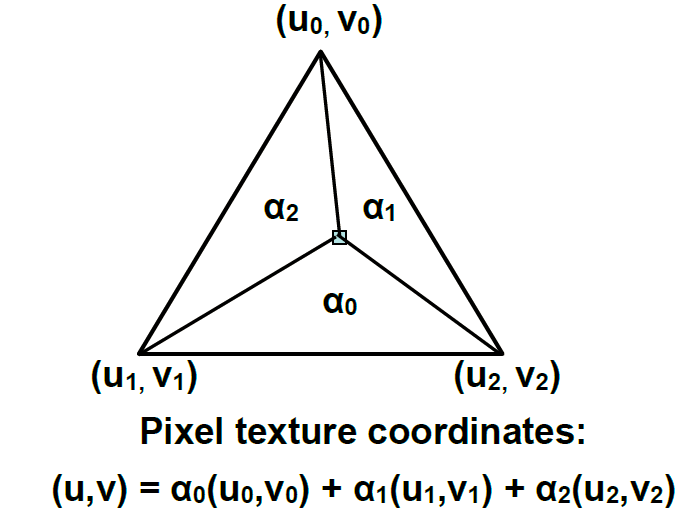 (u₀, v₀)
α₂ α₁
α₀
(u₁, v₁) (u₂, v₂)
Pixel texture coordinates:
(u,v) = α₀(u₀,v₀) + α₁(u₁,v₁) + α₂(u₂,v₂)